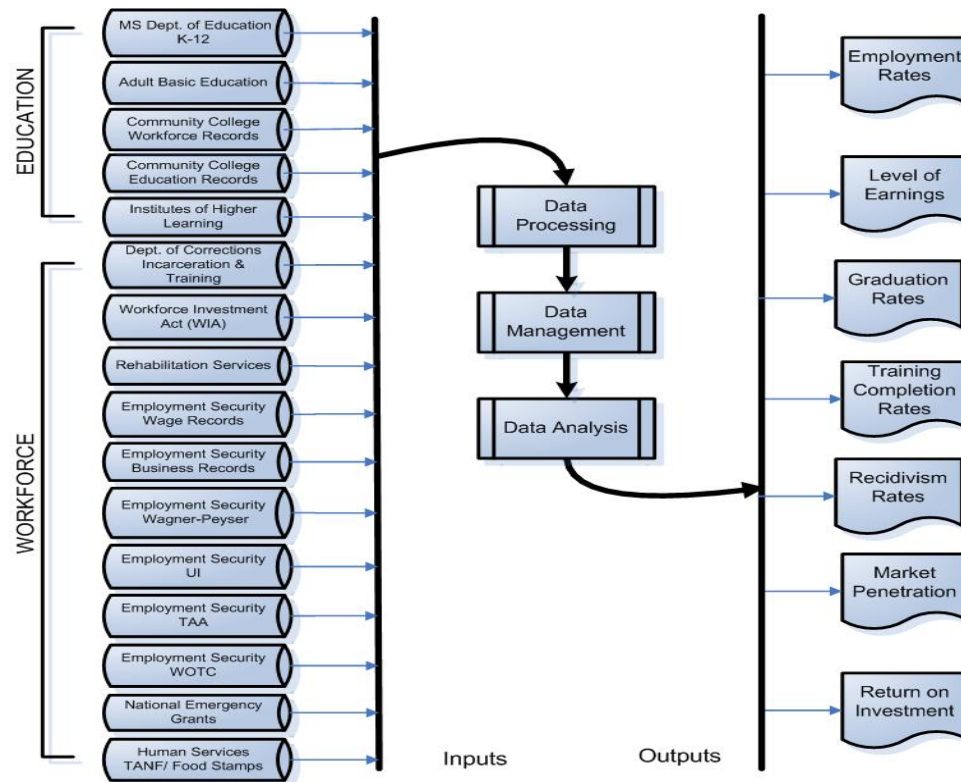 EDUCATION
MS Dept. of Education
K-12
Adult Basic Education
Community College
Workforce Records
Community College
Education Records
Institutes of Higher
Learning
WORKFORCE
Dept. of Corrections
Incarceration &
Training
Workforce Investment
Act (WIA)
Rehabilitation Services
Employment Security
Wage Records
Employment Security
Business Records
Employment Security
Wagner-Peyser
Employment Security
UI
Employment Security
TAA
Employment Security
WOTC
National Emergency
Grants
Human Services
TANF/ Food Stamps
Inputs
Data
Processing
Data
Management
Data Analysis
Outputs
Employment
Rates
Level of
Earnings
Graduation
Rates
Training
Completion
Rates
Recidivism
Rates
Market
Penetration
Return on
Investment